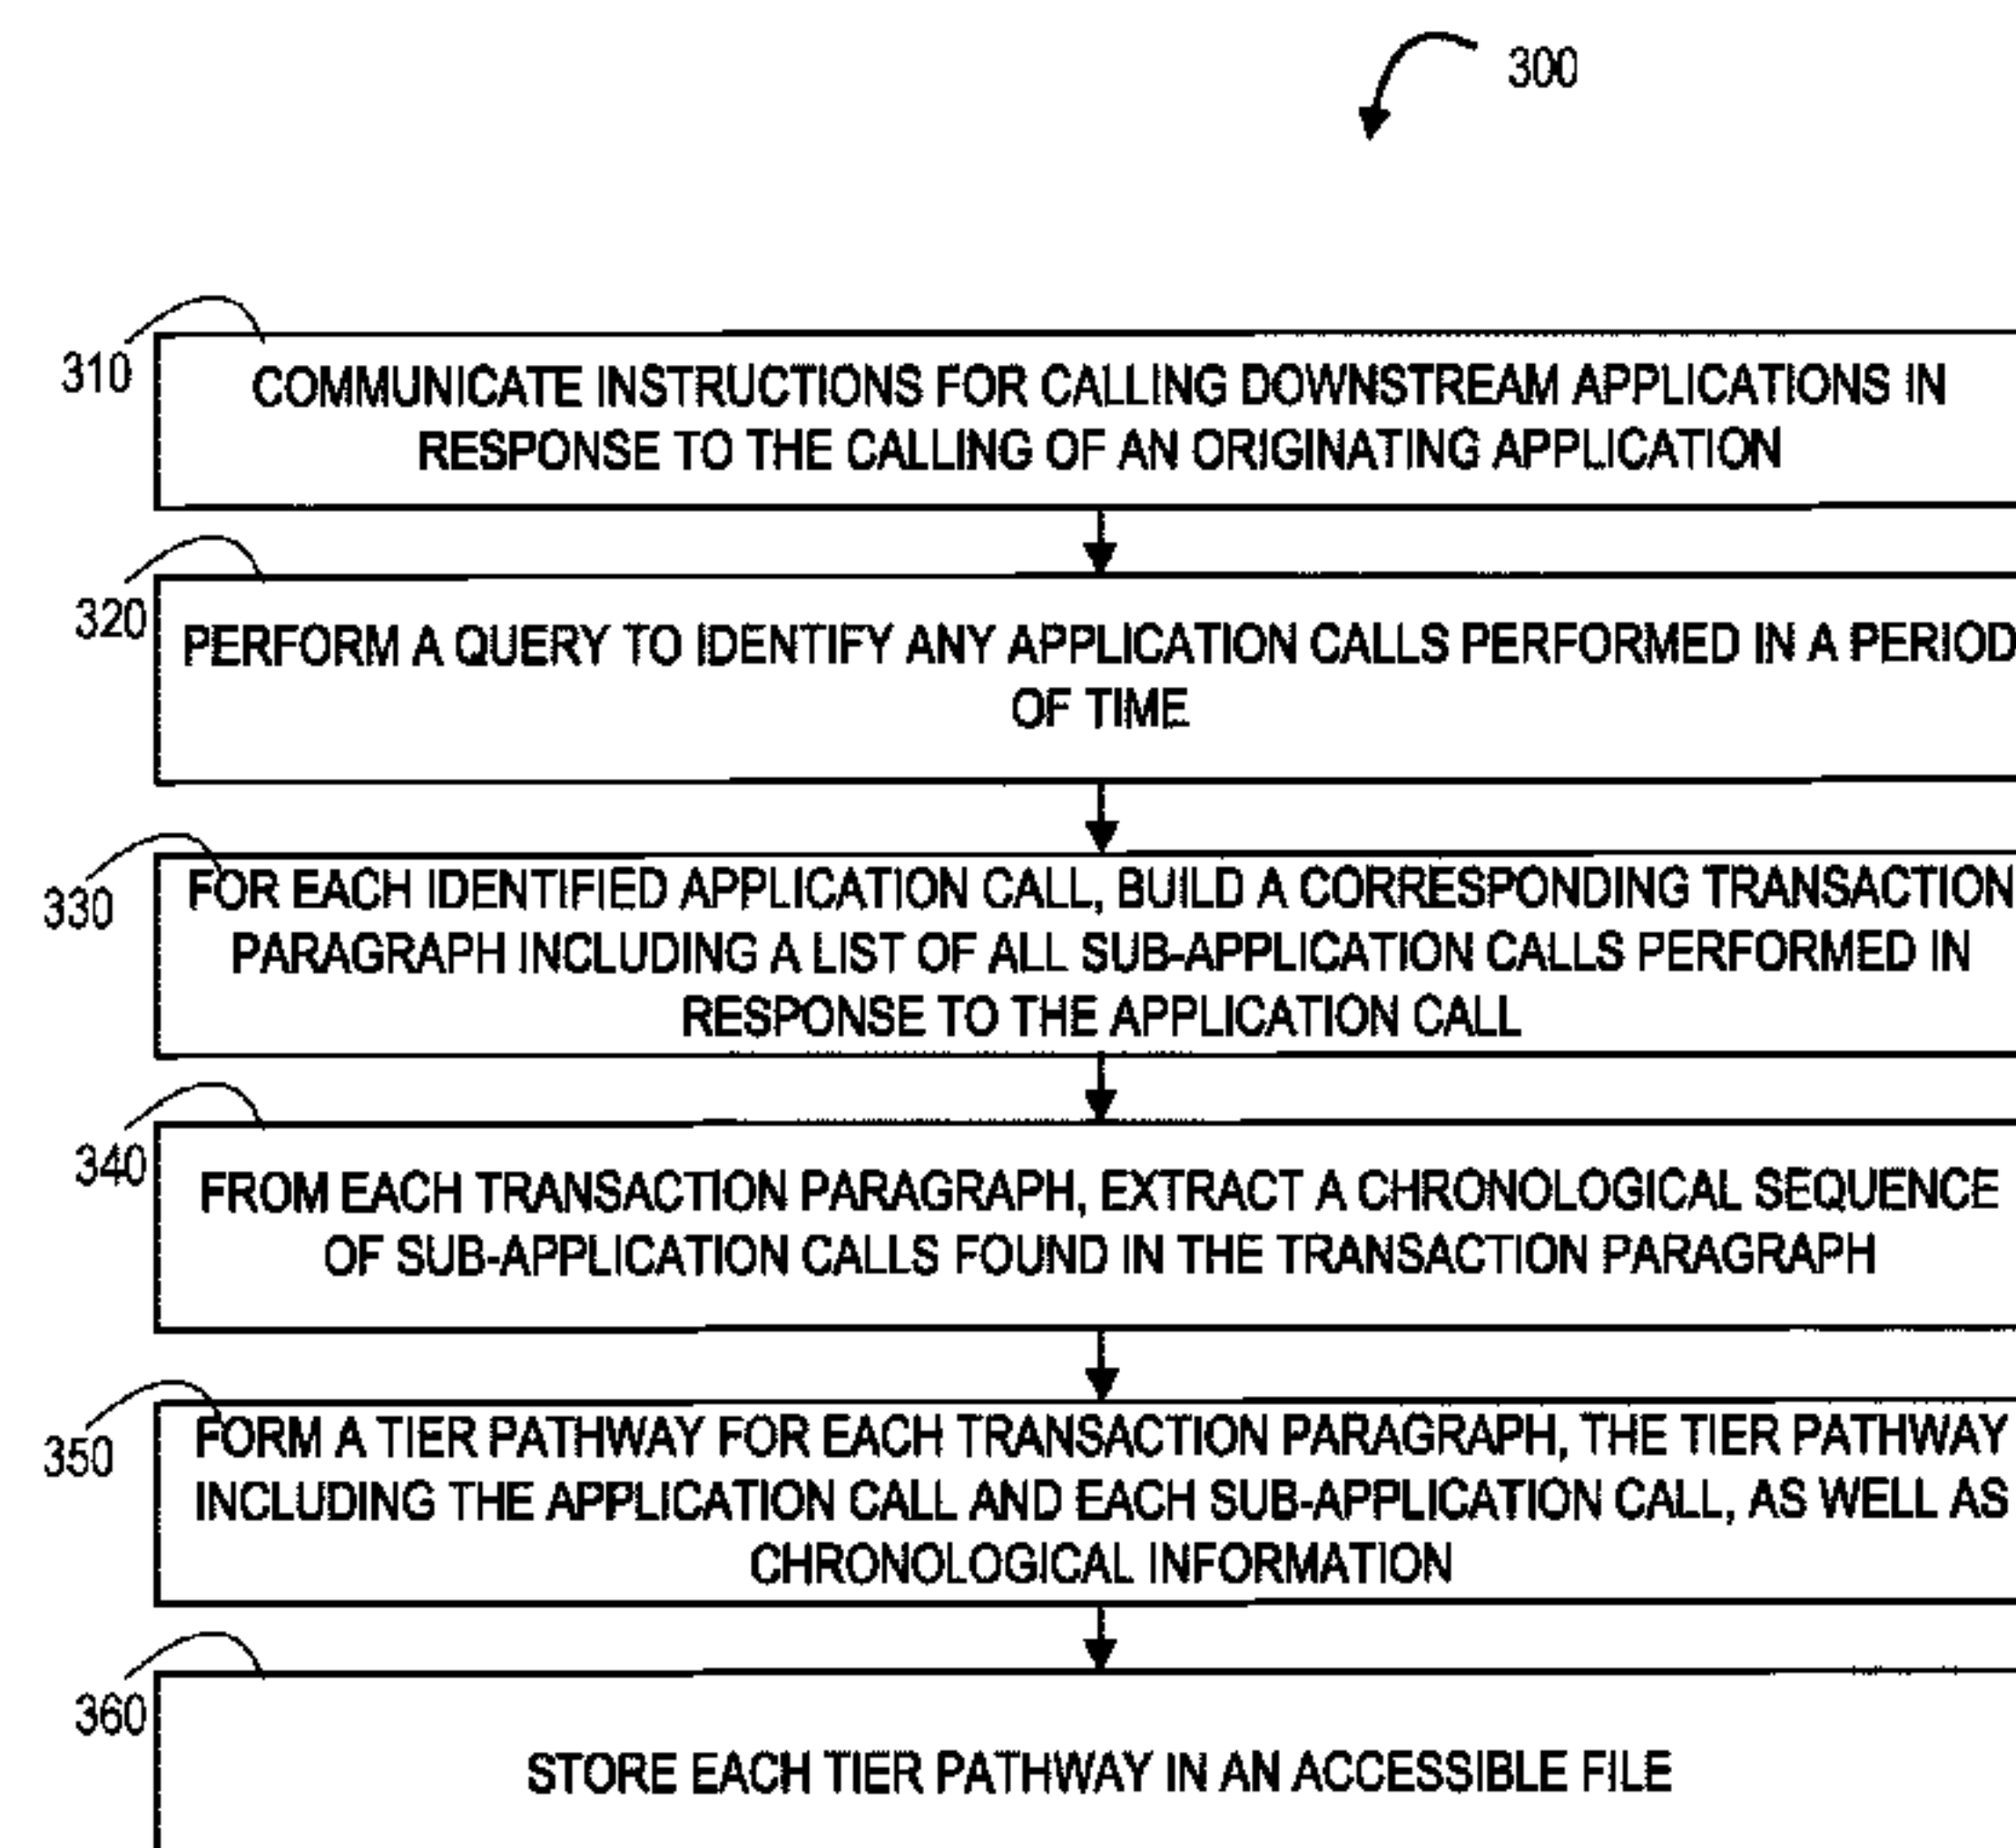 300
310
COMMUNICATE INSTRUCTIONS FOR CALLING DOWNSTREAM APPLICATIONS IN
RESPONSE TO THE CALLING OF AN ORIGINATING APPLICATION
320
PERFORM A QUERY TO IDENTIFY ANY APPLICATION CALLS PERFORMED IN A PERIOD
OF TIME
330
FOR EACH IDENTIFIED APPLICATION CALL, BUILD A CORRESPONDING TRANSACTION
PARAGRAPH INCLUDING A LIST OF ALL SUB-APPLICATION CALLS PERFORMED IN
RESPONSE TO THE APPLICATION CALL
340
FROM EACH TRANSACTION PARAGRAPH, EXTRACT A CHRONOLOGICAL SEQUENCE
OF SUB-APPLICATION CALLS FOUND IN THE TRANSACTION PARAGRAPH
350
FORM A TIER PATHWAY FOR EACH TRANSACTION PARAGRAPH, THE TIER PATHWAY
INCLUDING THE APPLICATION CALL AND EACH SUB-APPLICATION CALL, AS WELL AS
CHRONOLOGICAL INFORMATION
360
STORE EACH TIER PATHWAY IN AN ACCESSIBLE FILE